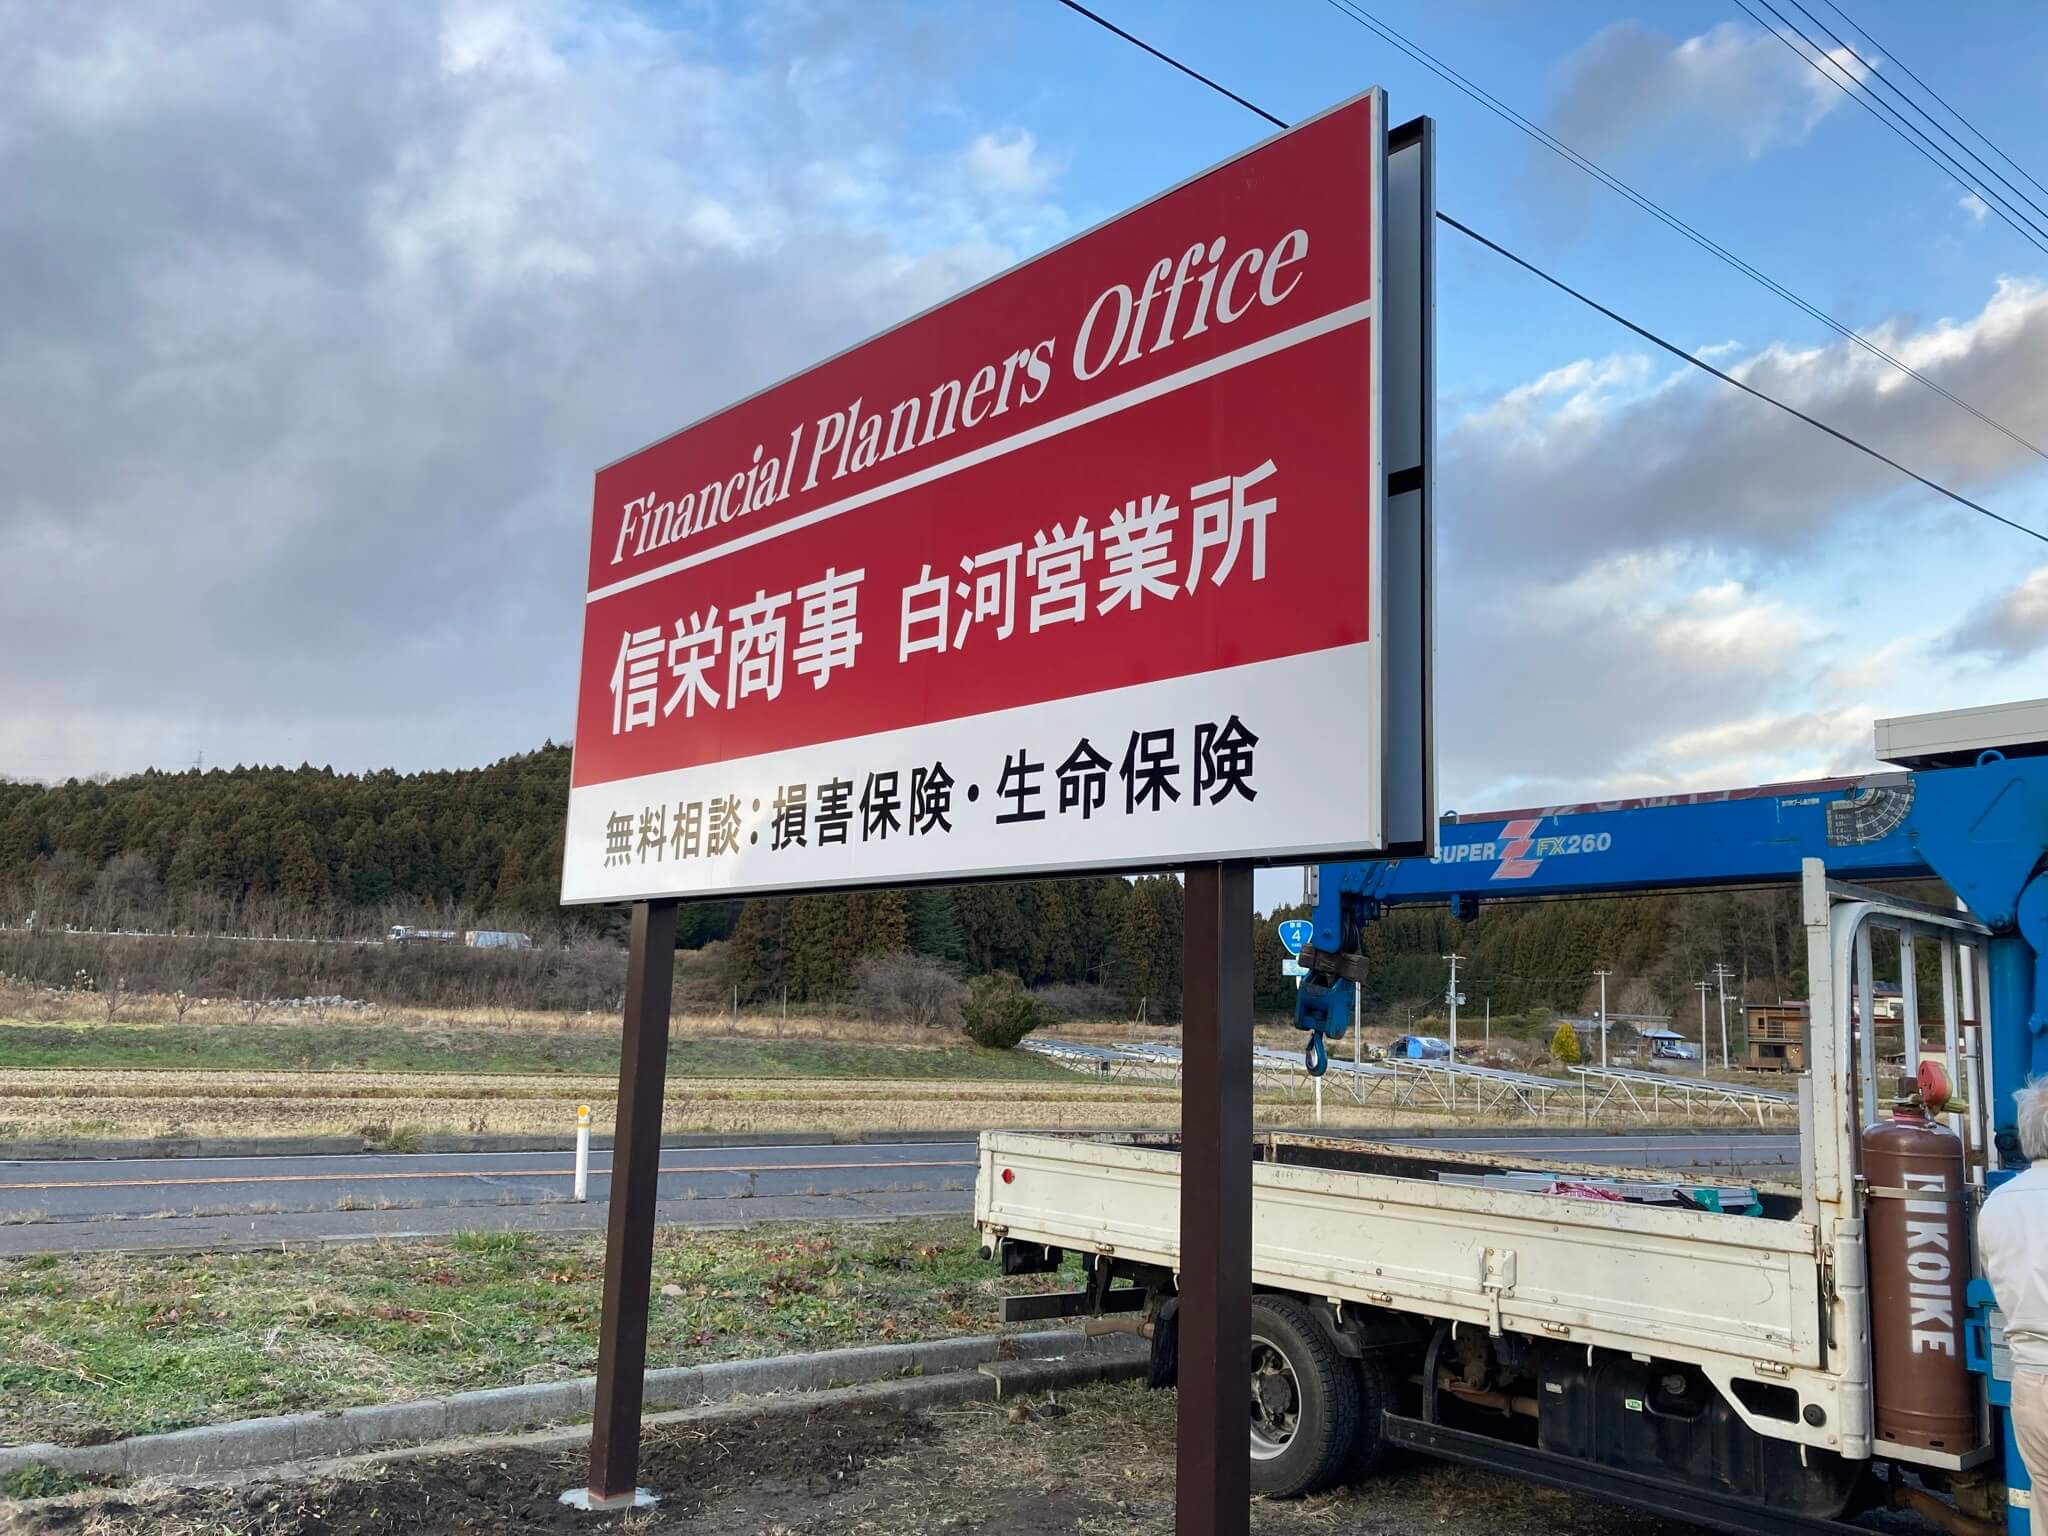 Financial Planners Office
信栄商事 白河営業所
無料相談：損害保険・生命保険
SUPER Z FX260
4
KOIKE